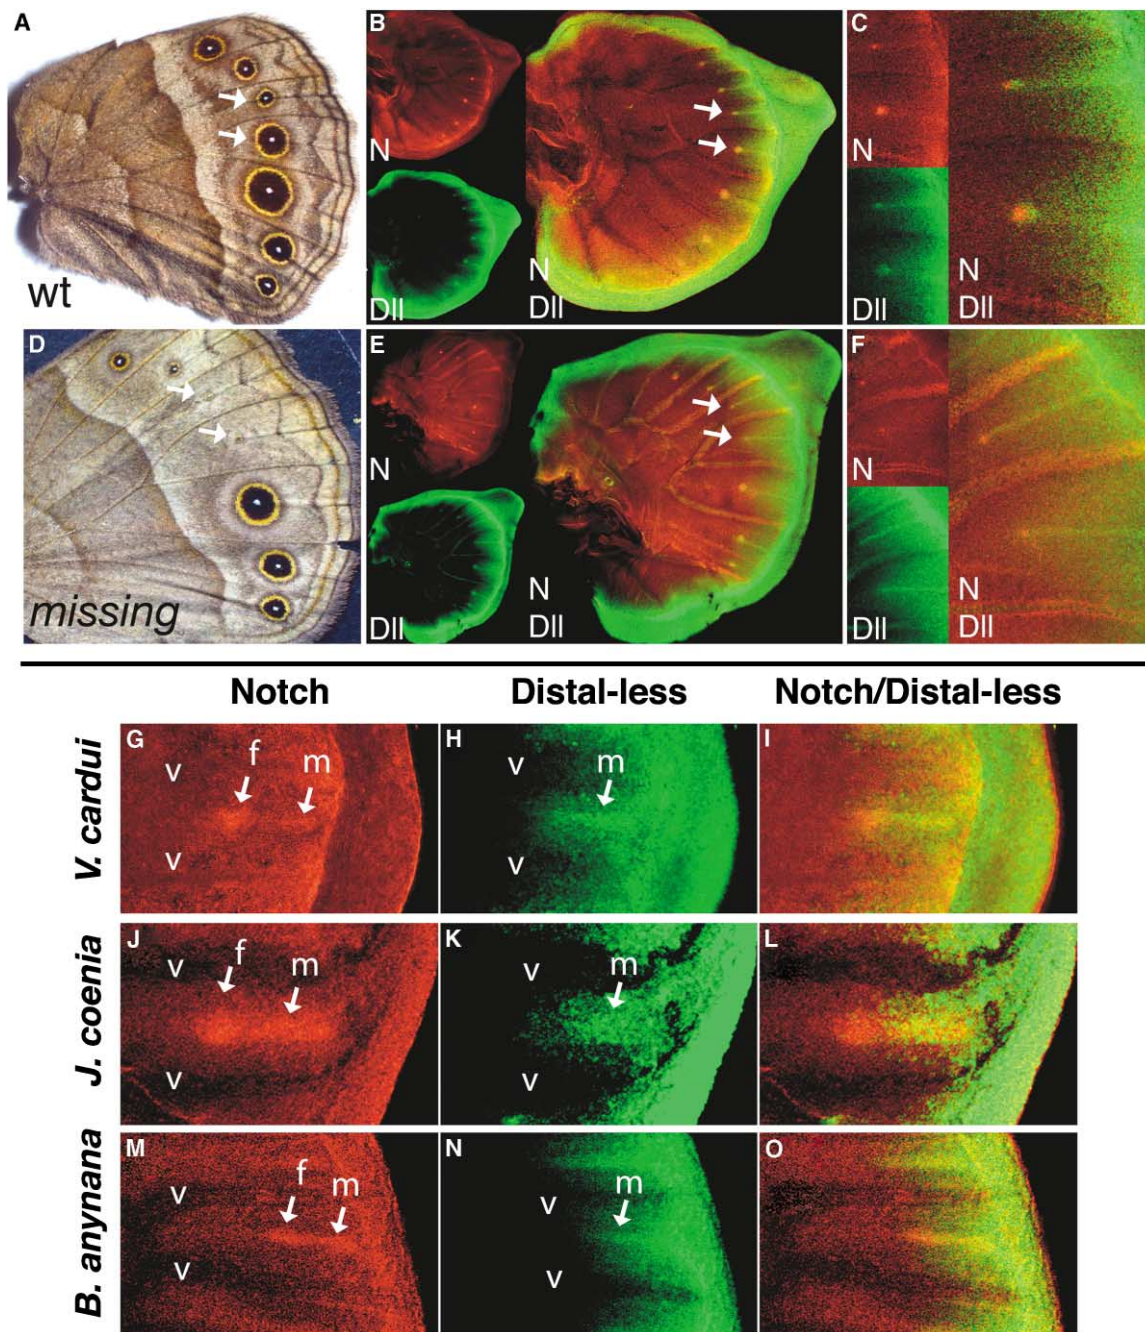 A
wt
B
N
Dll
N
Dll
C
N
Dll
N
Dll
D
missing
E
N
Dll
N
Dll
F
N
Dll
N
Dll
Notch Distal-less Notch/Distal-less
V. cardui
G
v
f
m
v
H
v
m
v
I
J. coenia
J
v
f
m
v
K
v
m
v
L
B. anynana
M
v
f
m
v
N
v
m
v
O